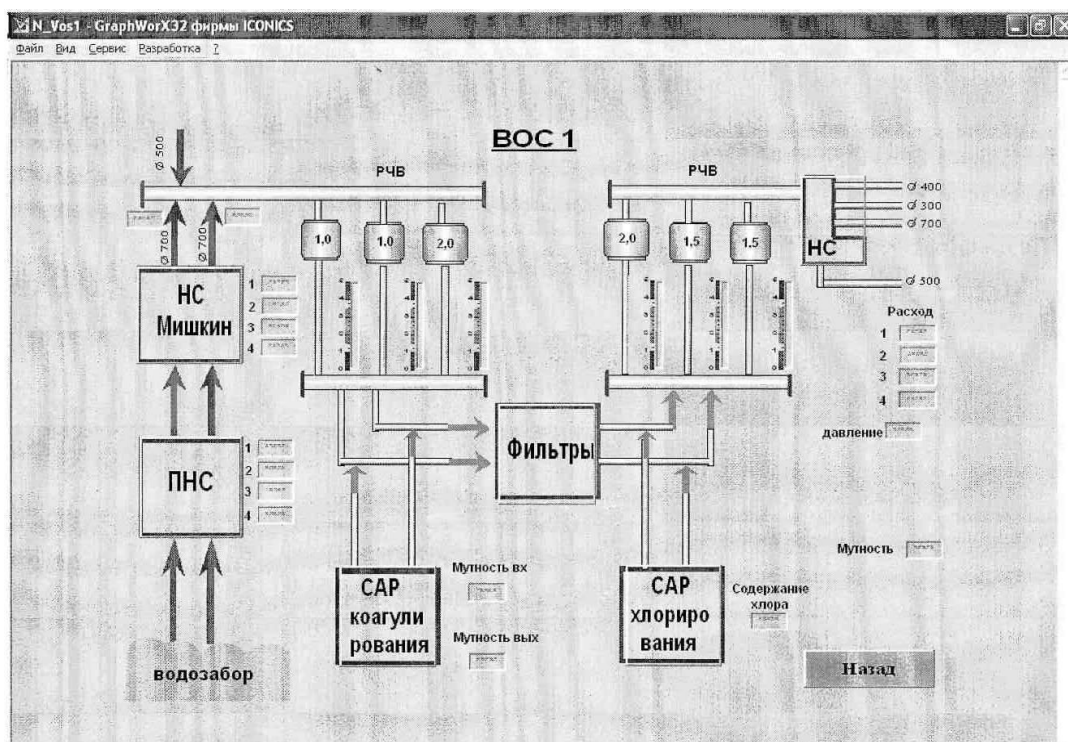 N_Vos1 - GraphWorX32 фирмы ICONICS
Файл Вид Сервис Разработка ?
ВОС 1
Ø 500
РЧВ
РЧВ
Ø 700
Ø 700
1,0
1,0
2,0
2,0
1,5
1,5
НС
Ø 400
Ø 300
Ø 700
Ø 500
НС
Мишкин
1
2
3
4
Расход
1
2
3
4
давление
ПНС
1
2
3
4
Фильтры
САР
коагули
рования
Мутность вх
Мутность вых
САР
хлориро
вания
Содержание
хлора
Мутность
водозабор
Назад